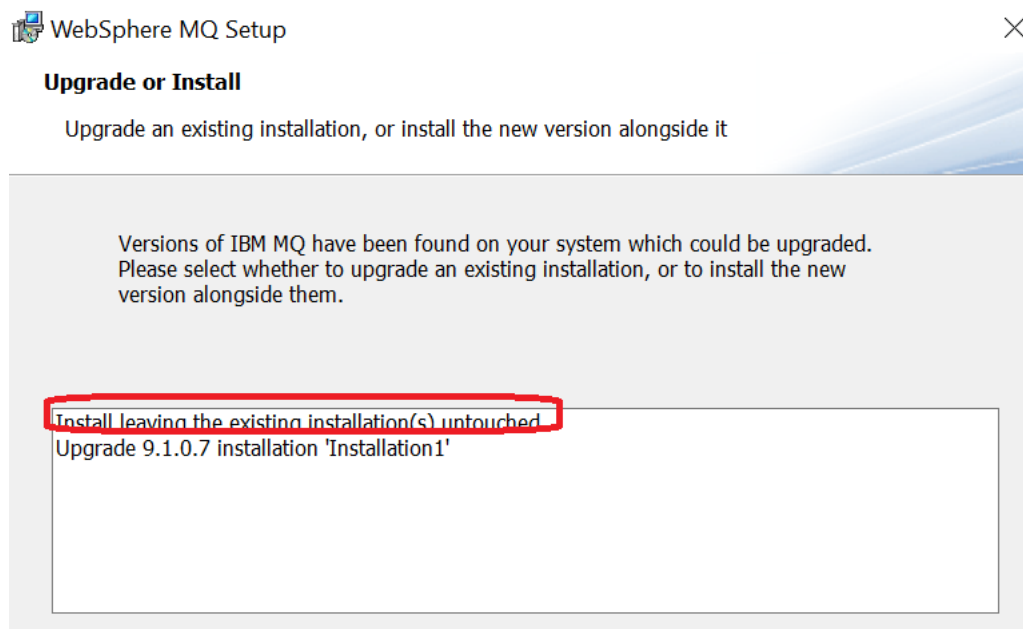 WebSphere MQ Setup
Upgrade or Install
Upgrade an existing installation, or install the new version alongside it
Versions of IBM MQ have been found on your system which could be upgraded.
Please select whether to upgrade an existing installation, or to install the new
version alongside them.
Install leaving the existing installation(s) untouched
Upgrade 9.1.0.7 installation 'Installation1'